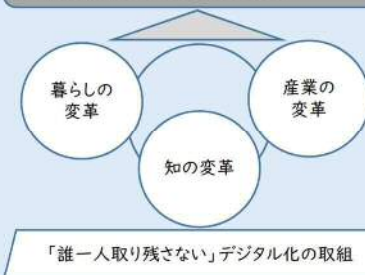 暮らしの
変革
産業の
変革
知の変革
「誰一人取り残さない」デジタル化の取組